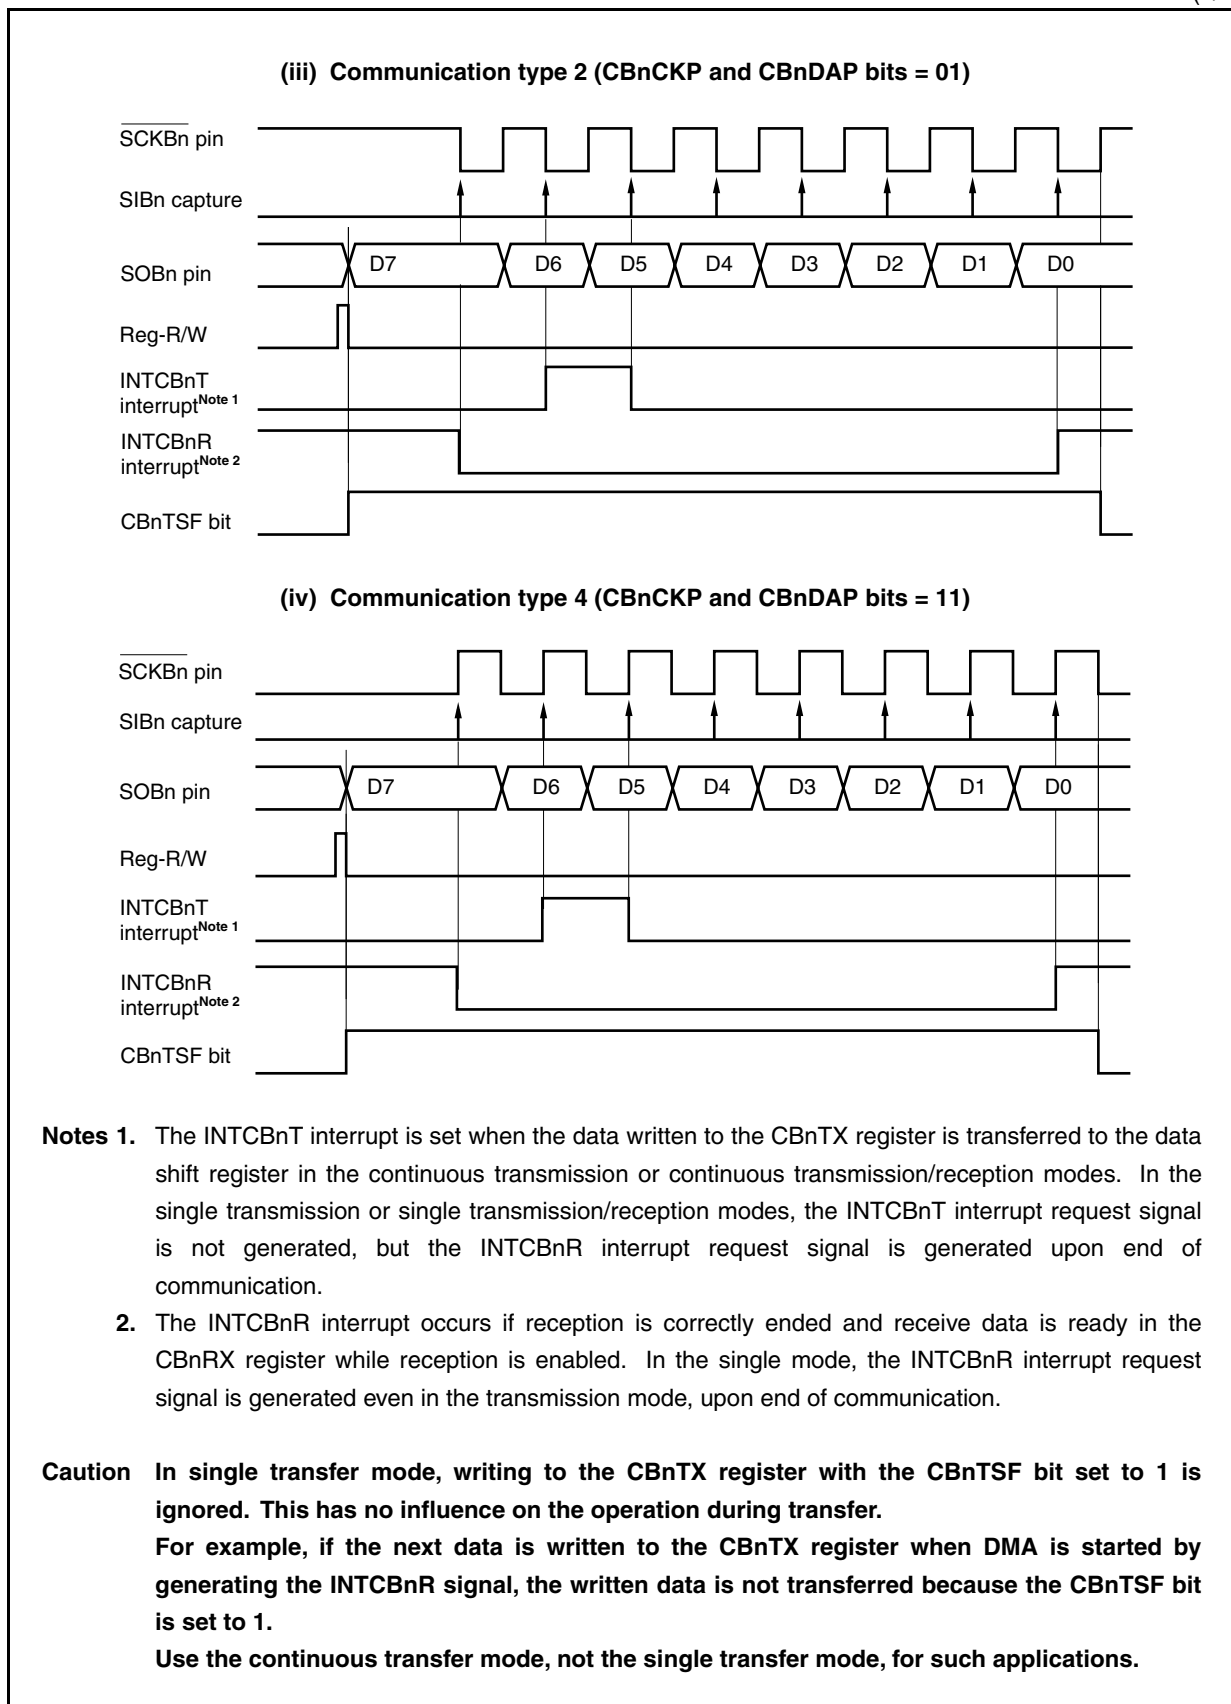 (iii) Communication type 2 (CBnCKP and CBnDAP bits = 01)
SCKBn pin
SIBn capture
SOBn pin
D7 D6 D5 D4 D3 D2 D1 D0
Reg-R/W
INTCBnT
interruptNote 1
INTCBnR
interruptNote 2
CBnTSF bit
(iv) Communication type 4 (CBnCKP and CBnDAP bits = 11)
SCKBn pin
SIBn capture
SOBn pin
D7 D6 D5 D4 D3 D2 D1 D0
Reg-R/W
INTCBnT
interruptNote 1
INTCBnR
interruptNote 2
CBnTSF bit
Notes 1. The INTCBnT interrupt is set when the data written to the CBnTX register is transferred to the data
shift register in the continuous transmission or continuous transmission/reception modes. In the
single transmission or single transmission/reception modes, the INTCBnT interrupt request signal
is not generated, but the INTCBnR interrupt request signal is generated upon end of
communication.
2. The INTCBnR interrupt occurs if reception is correctly ended and receive data is ready in the
CBnRX register while reception is enabled. In the single mode, the INTCBnR interrupt request
signal is generated even in the transmission mode, upon end of communication.
Caution In single transfer mode, writing to the CBnTX register with the CBnTSF bit set to 1 is
ignored. This has no influence on the operation during transfer.
For example, if the next data is written to the CBnTX register when DMA is started by
generating the INTCBnR signal, the written data is not transferred because the CBnTSF bit
is set to 1.
Use the continuous transfer mode, not the single transfer mode, for such applications.